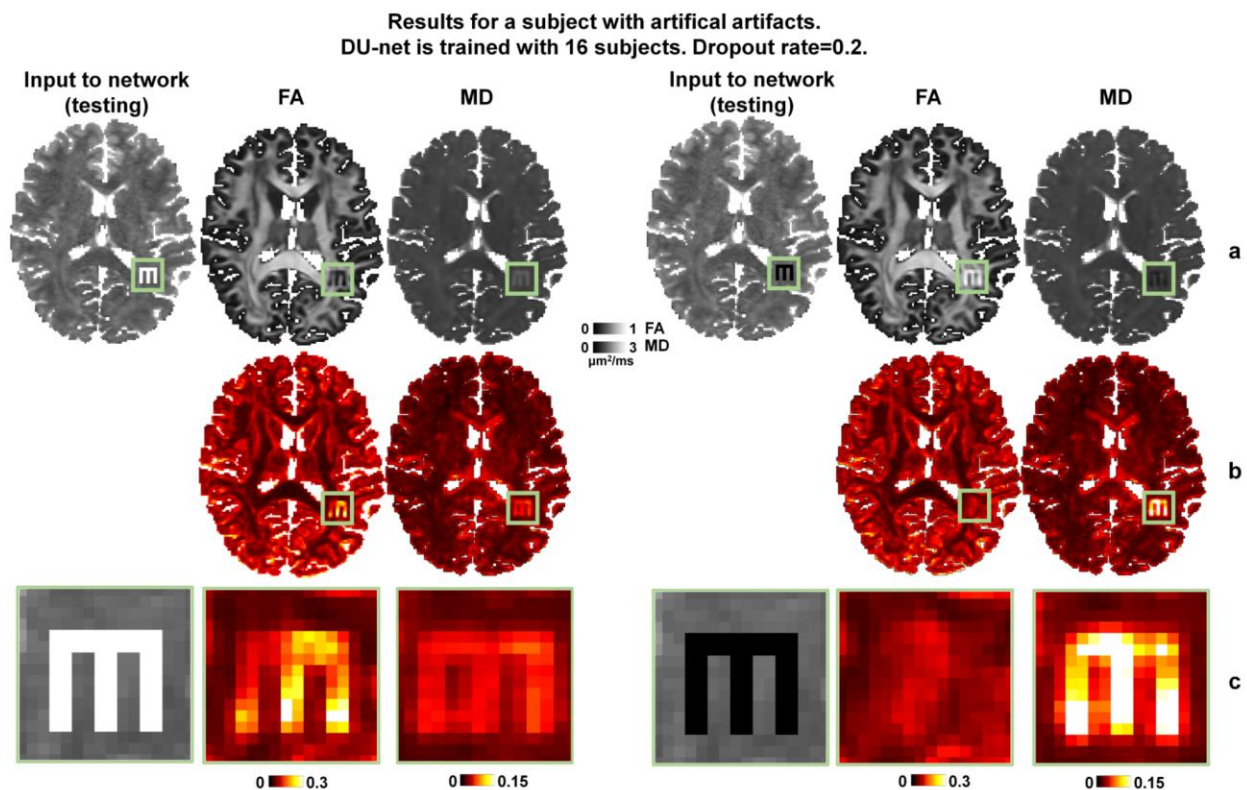 Results for a subject with artifical artifacts.
DU-net is trained with 16 subjects. Dropout rate=0.2.
Input to network
(testing)
FA
MD
Input to network
(testing)
FA
MD
m
m
a
0 1 FA
0 3 MD
µm²/ms
b
m
m
c
0 0.3
0 0.15
0 0.3
0 0.15